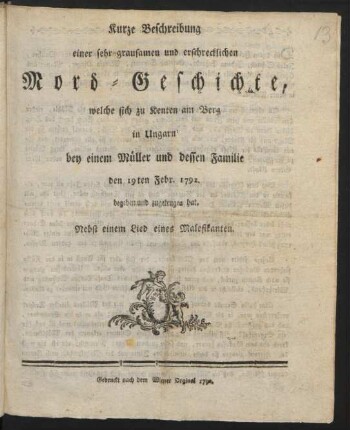 13
Kurze Beschreibung
einer sehr grausamen und erschrecklichen
Mord-Geschichte,
welche sich zu Kenten am Berg
in Ungarn
bey einem Müller und dessen Familie
den 19ten Febr. 1792.
begeben und zugetragen hat.
Nebst einem Lied eines Malefikanten.
Gedruckt nach dem Wiener Original